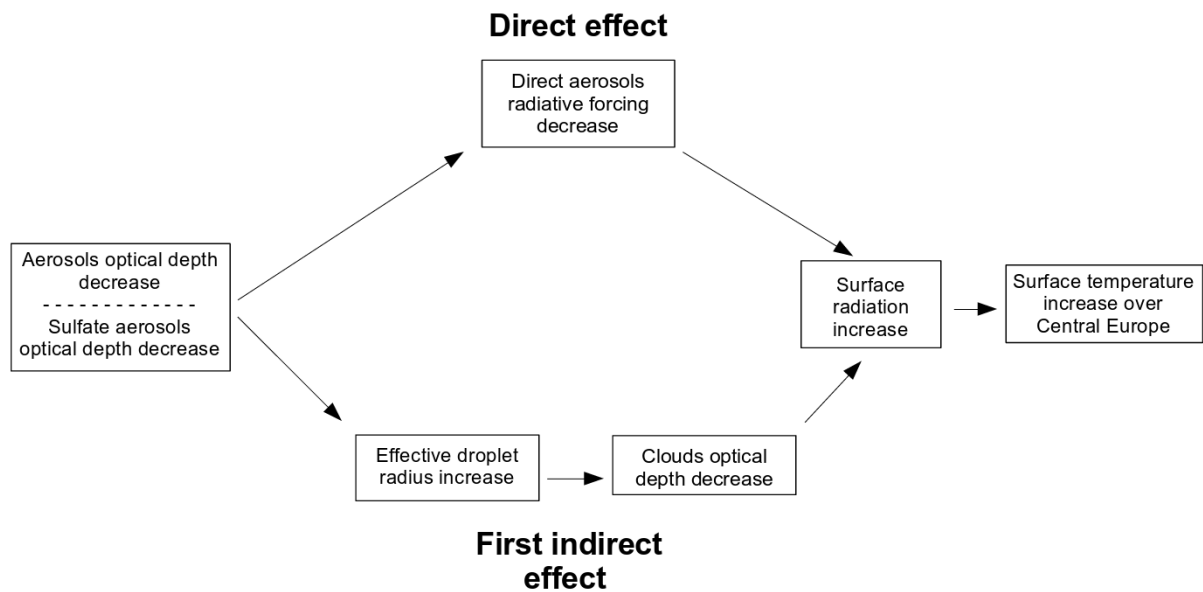 Direct effect
Direct aerosols
radiative forcing
decrease
Aerosols optical depth
decrease
- - - - - - - - - - - - -
Sulfate aerosols
optical depth decrease
Surface
radiation
increase
Surface temperature
increase over
Central Europe
Effective droplet
radius increase
Clouds optical
depth decrease
First indirect
effect